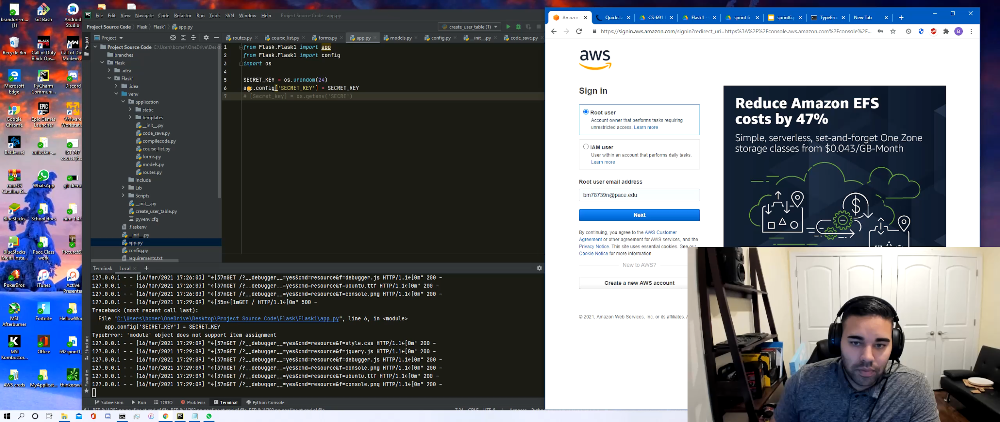 brandon-m... (1)
Git Bash
Android Studio
Recycle Bin
Call of Duty Black Ops...
Call of Duty Modern ...
Microsoft Edge
PyCharm Communi...
Discord
Google Chrome
Epic Games Launcher
VMware Workstati...
Battle.net
unlocker-...
IST 747 course(its...
macOS Catalina IS...
WhatsApp
git demo
BlueStacks
School docs
nim-1.4.2
BlueStacks Multi-Insta...
Pace Class work
Picture692
PokerBros
iTunes
Active Presenter
MSI Afterburner
Fortnite
HellowWor
MSI Kombustor...
Office
692sprint1_
AWS creds
MyApplicat...
thinkorswi
File Edit View Navigate Code Refactor Run Tools SVN Window Help Project Source Code - app.py
Project Source Code Flask Flask1 app.py
create_user_table (1)
Project
routes.py course_list.py forms.py app.py models.py config.py __init__.py code_save.py
Project Source Code C:\Users\bcmer\OneDrive\Deskto
branches
Flask
.idea
Flask1
.idea
venv
application
static
templates
__init__.py
code_save.py
compilecode.py
course_list.py
forms.py
models.py
routes.py
Include
Lib
Scripts
__init__.py
create_user_table.py
pyvenv.cfg
.flaskenv
__init__.py
app.py
config.py
requirements.txt
1 from Flask.Flask1 import app
2 from Flask.Flask1 import config
3 import os
4
5 SECRET_KEY = os.urandom(24)
6 app.config['SECRET_KEY'] = SECRET_KEY
7 # [Secret_key] = os.getenv('SECRE')
Terminal: Local +
127.0.0.1 - - [16/Mar/2021 17:26:03] "←[37mGET /?__debugger__=yes&cmd=resource&f=debugger.js HTTP/1.1←[0m" 200 -
127.0.0.1 - - [16/Mar/2021 17:26:03] "←[37mGET /?__debugger__=yes&cmd=resource&f=ubuntu.ttf HTTP/1.1←[0m" 200 -
127.0.0.1 - - [16/Mar/2021 17:26:03] "←[37mGET /?__debugger__=yes&cmd=resource&f=console.png HTTP/1.1←[0m" 200 -
127.0.0.1 - - [16/Mar/2021 17:29:09] "←[35m←[1mGET / HTTP/1.1←[0m" 500 -
Traceback (most recent call last):
File "C:\Users\bcmer\OneDrive\Desktop\Project Source Code\Flask\Flask1\app.py", line 6, in <module>
app.config['SECRET_KEY'] = SECRET_KEY
TypeError: 'module' object does not support item assignment
127.0.0.1 - - [16/Mar/2021 17:29:09] "←[37mGET /?__debugger__=yes&cmd=resource&f=style.css HTTP/1.1←[0m" 200 -
127.0.0.1 - - [16/Mar/2021 17:29:09] "←[37mGET /?__debugger__=yes&cmd=resource&f=jquery.js HTTP/1.1←[0m" 200 -
127.0.0.1 - - [16/Mar/2021 17:29:09] "←[37mGET /?__debugger__=yes&cmd=resource&f=debugger.js HTTP/1.1←[0m" 200 -
127.0.0.1 - - [16/Mar/2021 17:29:09] "←[37mGET /?__debugger__=yes&cmd=resource&f=console.png HTTP/1.1←[0m" 200 -
127.0.0.1 - - [16/Mar/2021 17:29:09] "←[37mGET /?__debugger__=yes&cmd=resource&f=ubuntu.ttf HTTP/1.1←[0m" 200 -
127.0.0.1 - - [16/Mar/2021 17:29:09] "←[37mGET /?__debugger__=yes&cmd=resource&f=console.png HTTP/1.1←[0m" 200 -
Structure
Favorites
Subversion Run TODO Problems Terminal Python Console
Amazon Quicksta CS-691 Flask1 - sprint 6 sprint6.p TypeErro New Tab
https://signin.aws.amazon.com/signin?redirect_uri=https%3A%2F%2Fconsole.aws.amazon.com%2Fconsole%2F...
aws
Sign in
Root user
Account owner that performs tasks requiring
unrestricted access. Learn more
IAM user
User within an account that performs daily tasks.
Learn more
Root user email address
bm78739n@pace.edu
Next
By continuing, you agree to the AWS Customer
Agreement or other agreement for AWS services, and the
Privacy Notice. This site uses essential cookies. See our
Cookie Notice for more information.
New to AWS?
Create a new AWS account
© 2021, Amazon Web Services, Inc. or its affiliates.
Reduce Amazon EFS
costs by 47%
Simple, serverless, set-and-forget One Zone
storage classes from $0.043/GB-Month